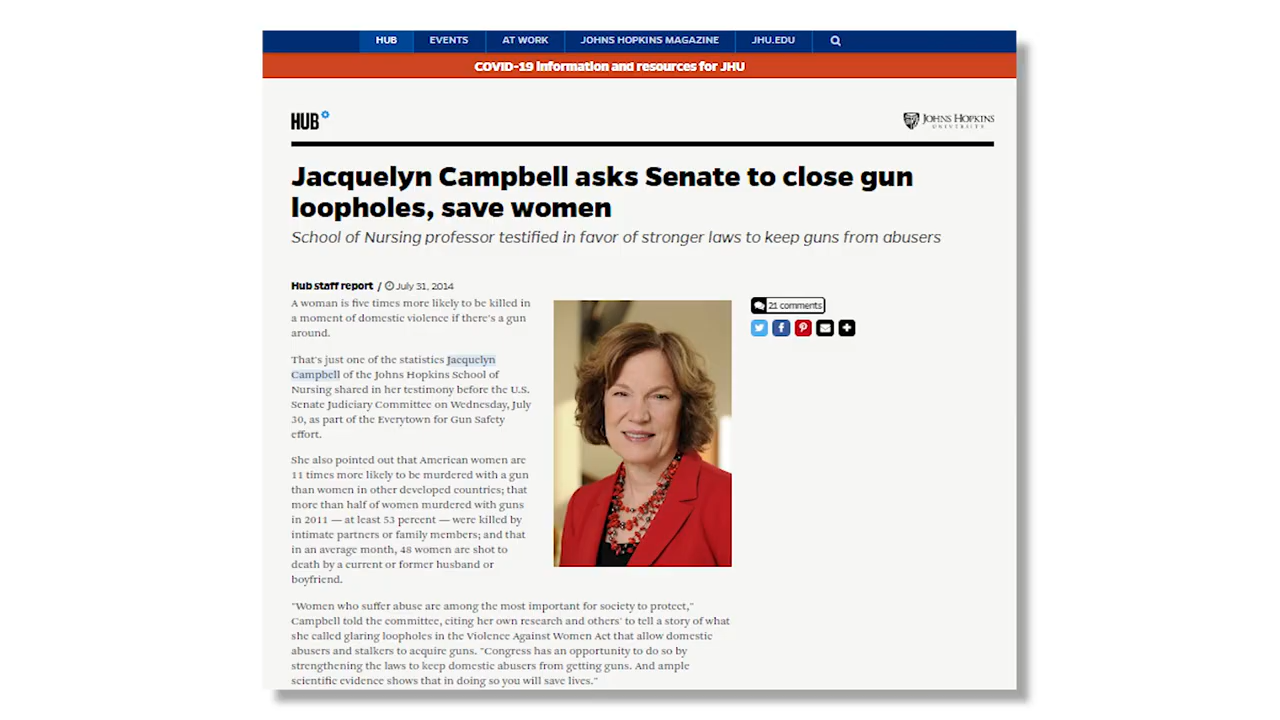 HUB EVENTS AT WORK JOHNS HOPKINS MAGAZINE JHU.EDU
COVID-19 Information and resources for JHU
HUB
JOHNS HOPKINS
UNIVERSITY
Jacquelyn Campbell asks Senate to close gun
loopholes, save women
School of Nursing professor testified in favor of stronger laws to keep guns from abusers
Hub staff report / July 31, 2014
A woman is five times more likely to be killed in
a moment of domestic violence if there's a gun
around.
That's just one of the statistics Jacquelyn
Campbell of the Johns Hopkins School of
Nursing shared in her testimony before the U.S.
Senate Judiciary Committee on Wednesday, July
30, as part of the Everytown for Gun Safety
effort.
She also pointed out that American women are
11 times more likely to be murdered with a gun
than women in other developed countries; that
more than half of women murdered with guns
in 2011 — at least 53 percent — were killed by
intimate partners or family members; and that
in an average month, 48 women are shot to
death by a current or former husband or
boyfriend.
21 comments
"Women who suffer abuse are among the most important for society to protect,"
Campbell told the committee, citing her own research and others' to tell a story of what
she called glaring loopholes in the Violence Against Women Act that allow domestic
abusers and stalkers to acquire guns. "Congress has an opportunity to do so by
strengthening the laws to keep domestic abusers from getting guns. And ample
scientific evidence shows that in doing so you will save lives."